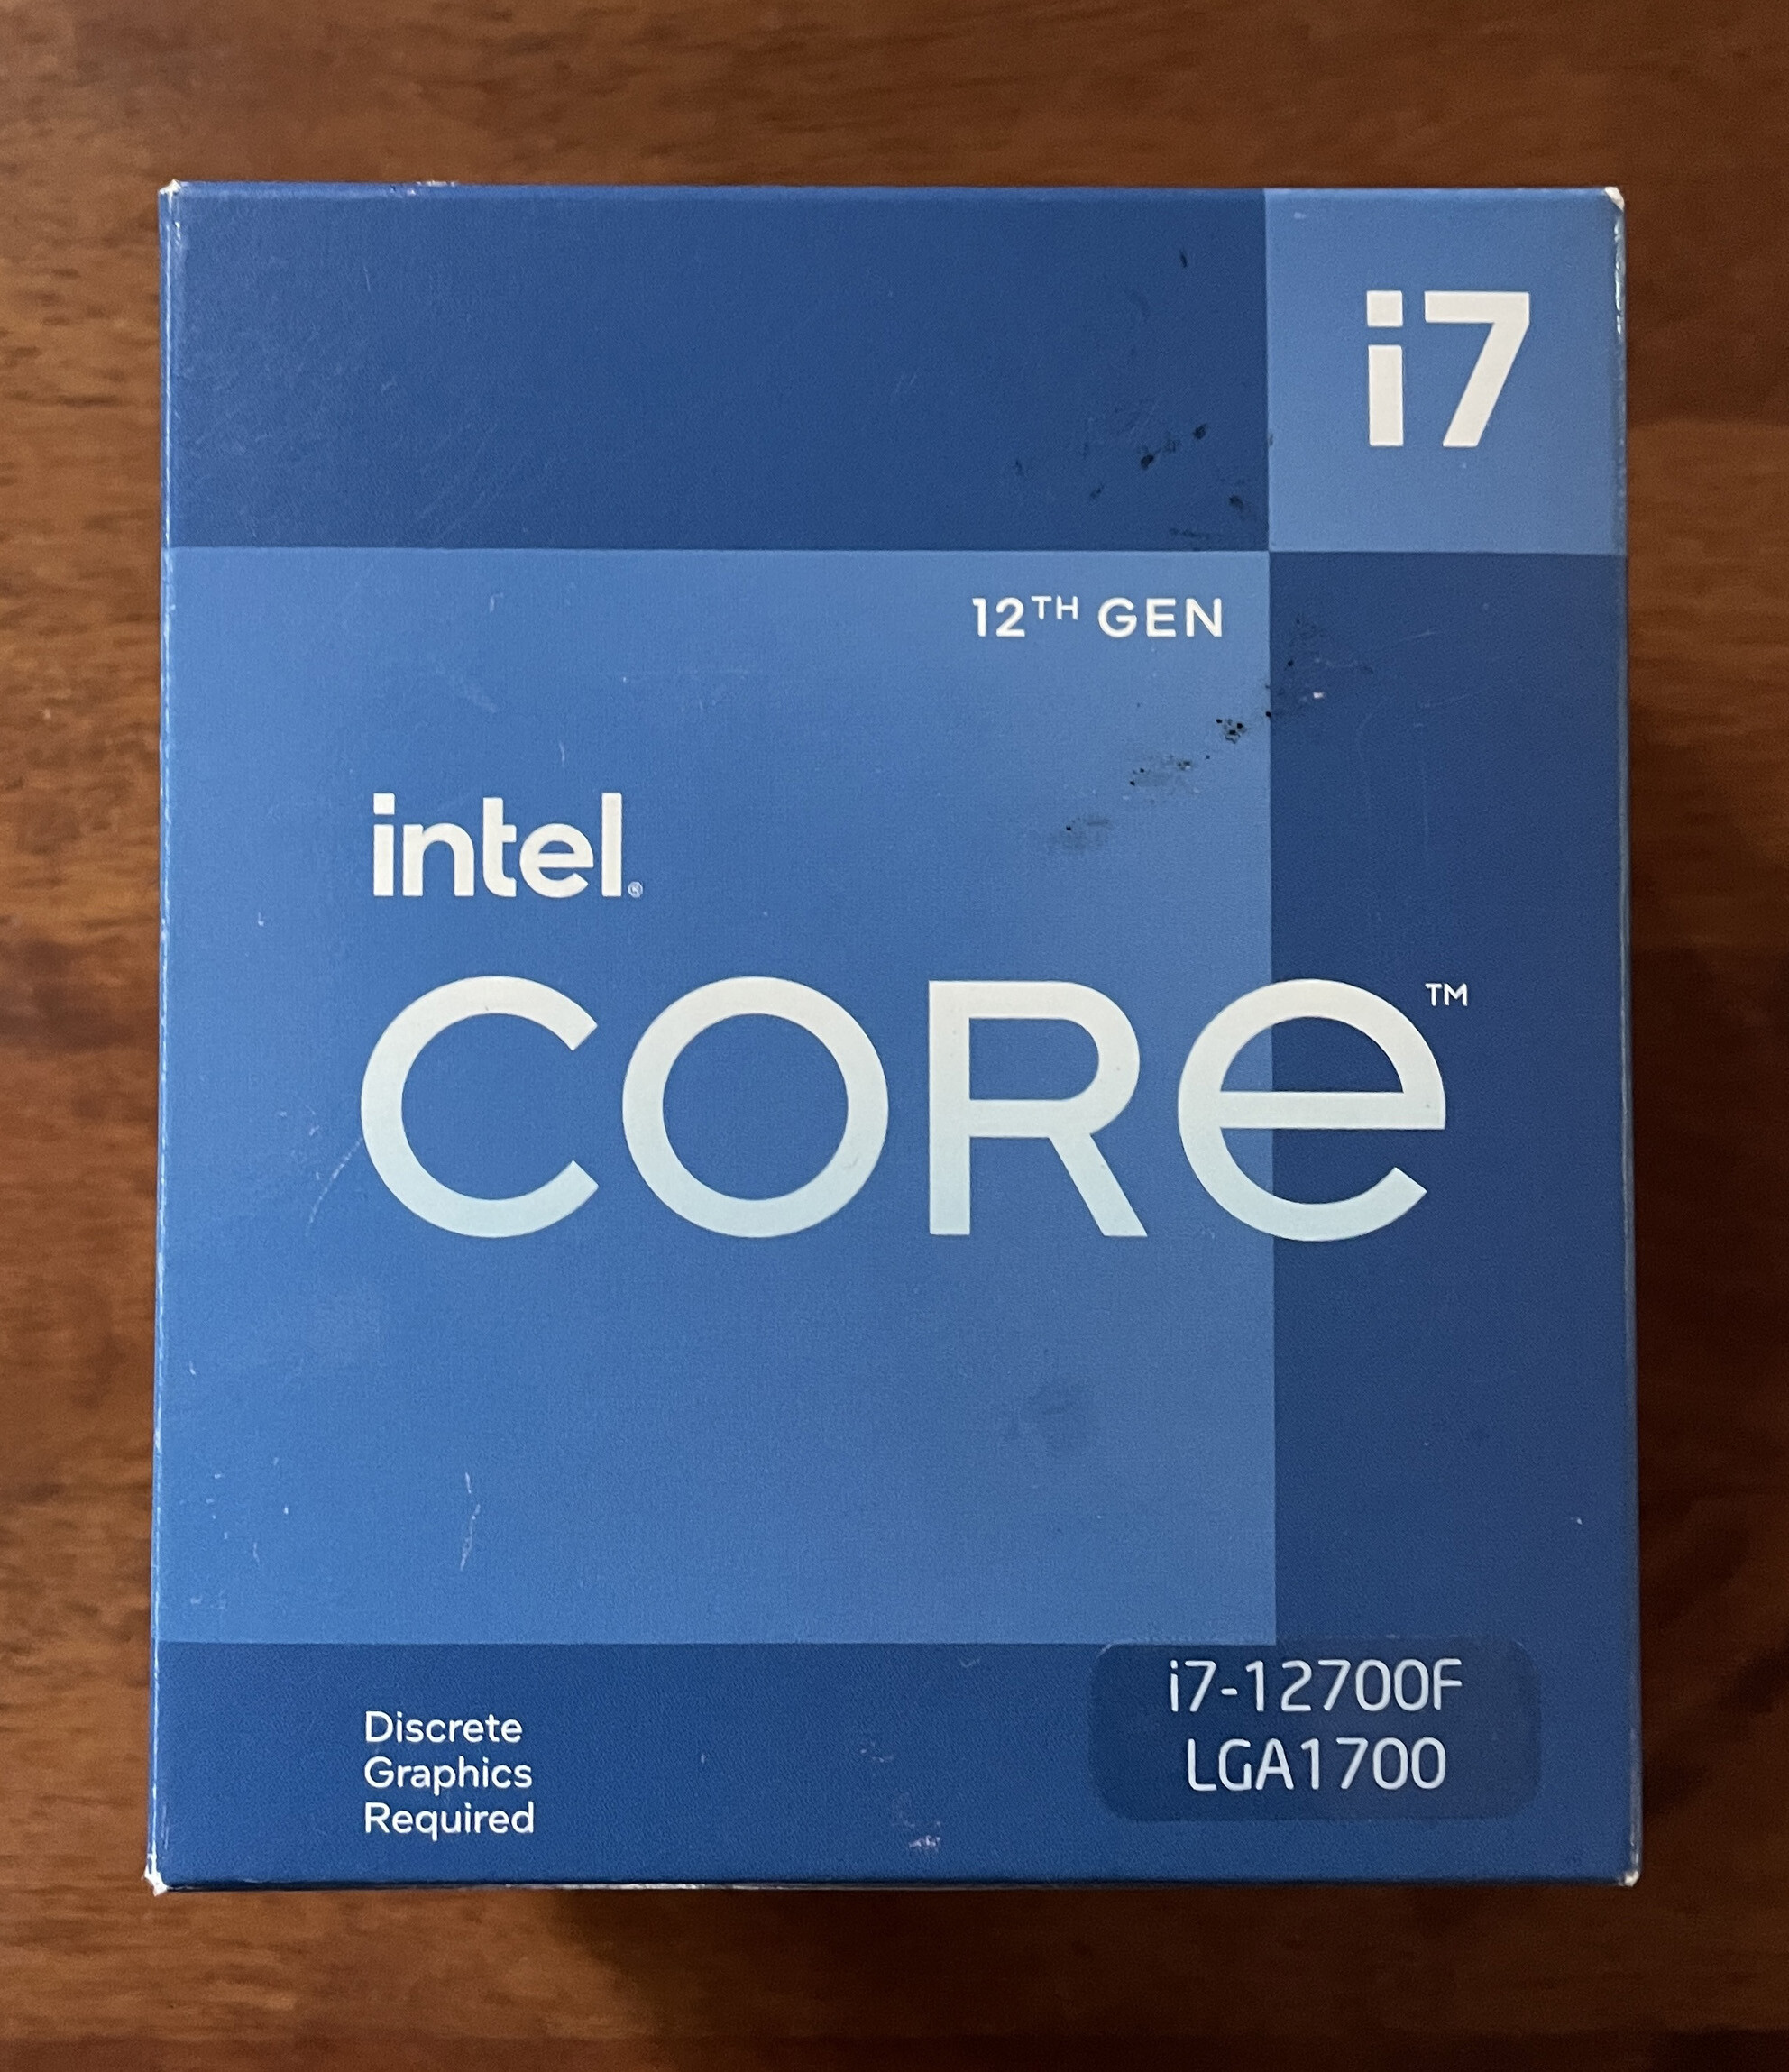 i7
12TH GEN
intel®
CORe™
Discrete
Graphics
Required
i7-12700F
LGA1700